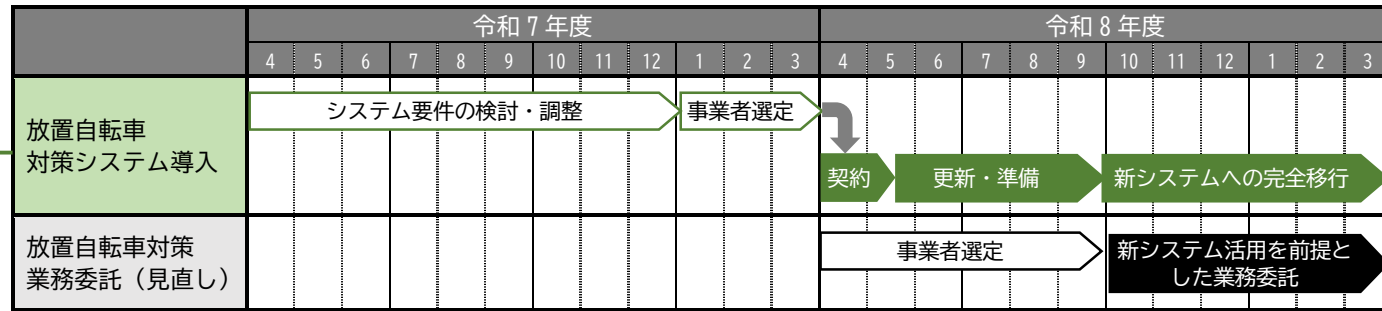 令和７年度
令和８年度
4 5 6 7 8 9 10 11 12 1 2 3 4 5 6 7 8 9 10 11 12 1 2 3
放置自転車
対策システム導入
システム要件の検討・調整
事業者選定
契約
更新・準備
新システムへの完全移行
放置自転車対策
業務委託（見直し）
事業者選定
新システム活用を前提と
した業務委託